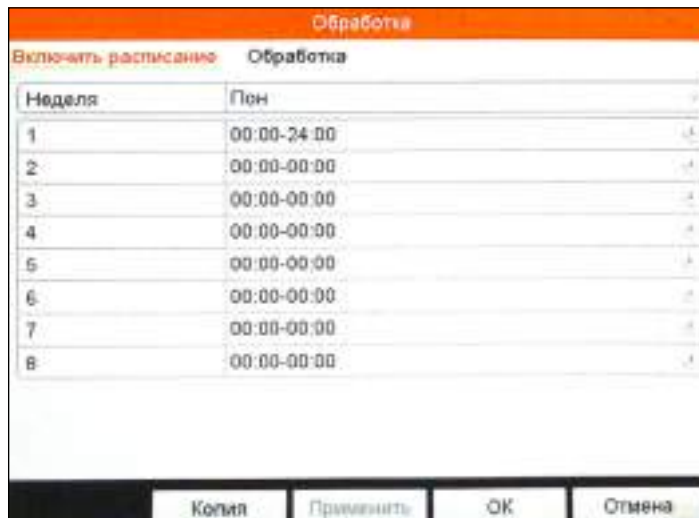 Обработка
Включить расписание Обработка
Неделя Пон
1 00:00-24:00
2 00:00-00:00
3 00:00-00:00
4 00:00-00:00
5 00:00-00:00
6 00:00-00:00
7 00:00-00:00
8 00:00-00:00
Копия Применить ОК Отмена